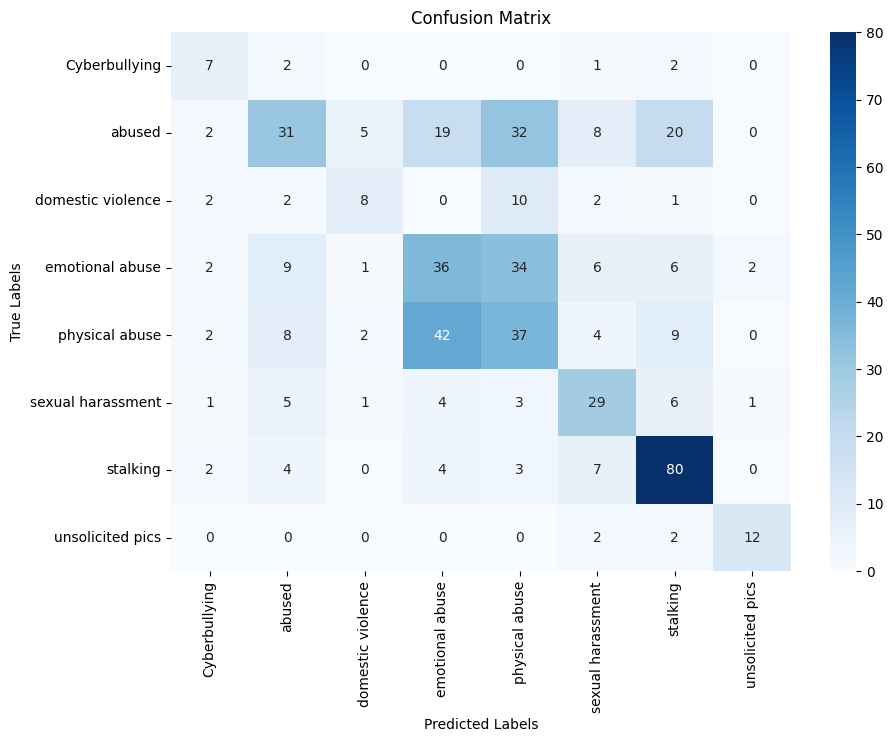 Confusion Matrix
True Labels
Cyberbullying 7 2 0 0 0 1 2 0
abused 2 31 5 19 32 8 20 0
domestic violence 2 2 8 0 10 2 1 0
emotional abuse 2 9 1 36 34 6 6 2
physical abuse 2 8 2 42 37 4 9 0
sexual harassment 1 5 1 4 3 29 6 1
stalking 2 4 0 4 3 7 80 0
unsolicited pics 0 0 0 0 0 2 2 12
Cyberbullying
abused
domestic violence
emotional abuse
physical abuse
sexual harassment
stalking
unsolicited pics
Predicted Labels
80
70
60
50
40
30
20
10
0